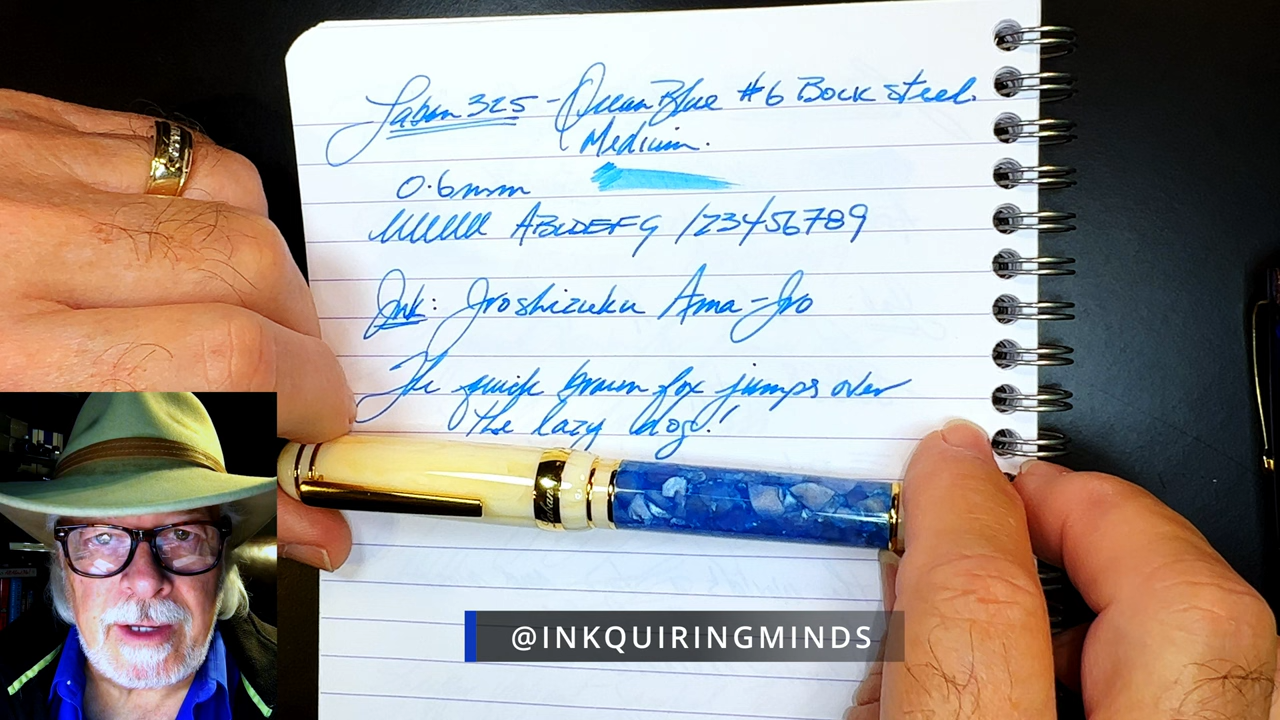 Laban 325 - Ocean Blue #6 Bock steel.
Medium.
0.6mm
ABCDEFG 123456789
Ink: Iroshizuku Ama-Iro
The quick brown fox jumps over
the lazy dog!
Laban
@INKQUIRINGMINDS